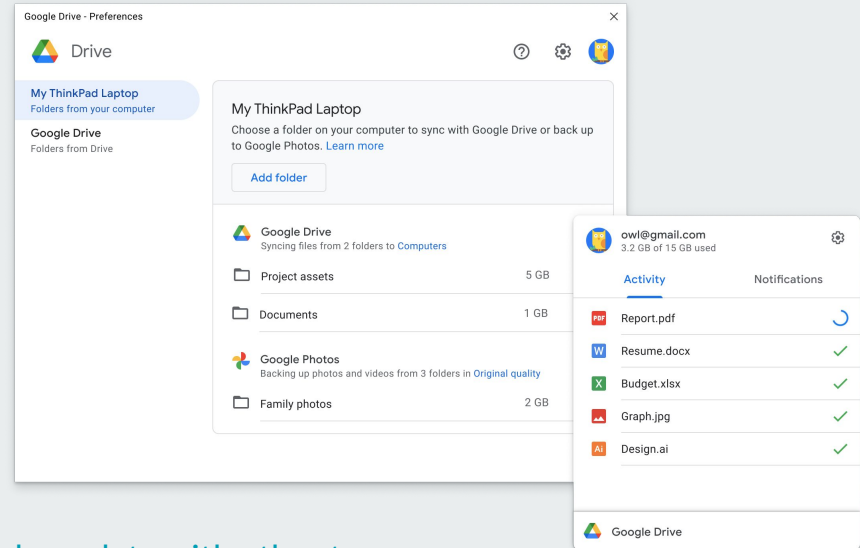 Google Drive - Preferences
Drive
My ThinkPad Laptop
Folders from your computer
Google Drive
Folders from Drive
My ThinkPad Laptop
Choose a folder on your computer to sync with Google Drive or back up
to Google Photos. Learn more
Add folder
Google Drive
Syncing files from 2 folders to Computers
Project assets 5 GB
Documents 1 GB
Google Photos
Backing up photos and videos from 3 folders in Original quality
Family photos 2 GB
owl@gmail.com
3.2 GB of 15 GB used
Activity Notifications
PDF Report.pdf
W Resume.docx
X Budget.xlsx
Graph.jpg
Ai Design.ai
Google Drive